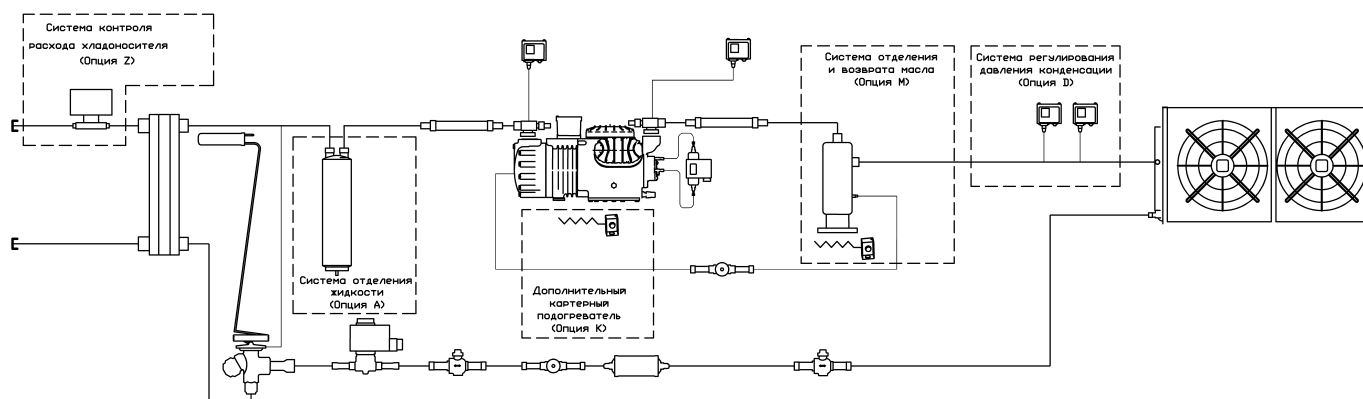 Система контроля
расхода хладоносителя
(Опция Z)
Система отделения
жидкости
(Опция А)
Дополнительный
картерный
подогреватель
(Опция К)
Система отделения
и возврата масла
(Опция М)
Система регулирования
давления конденсации
(Опция D)